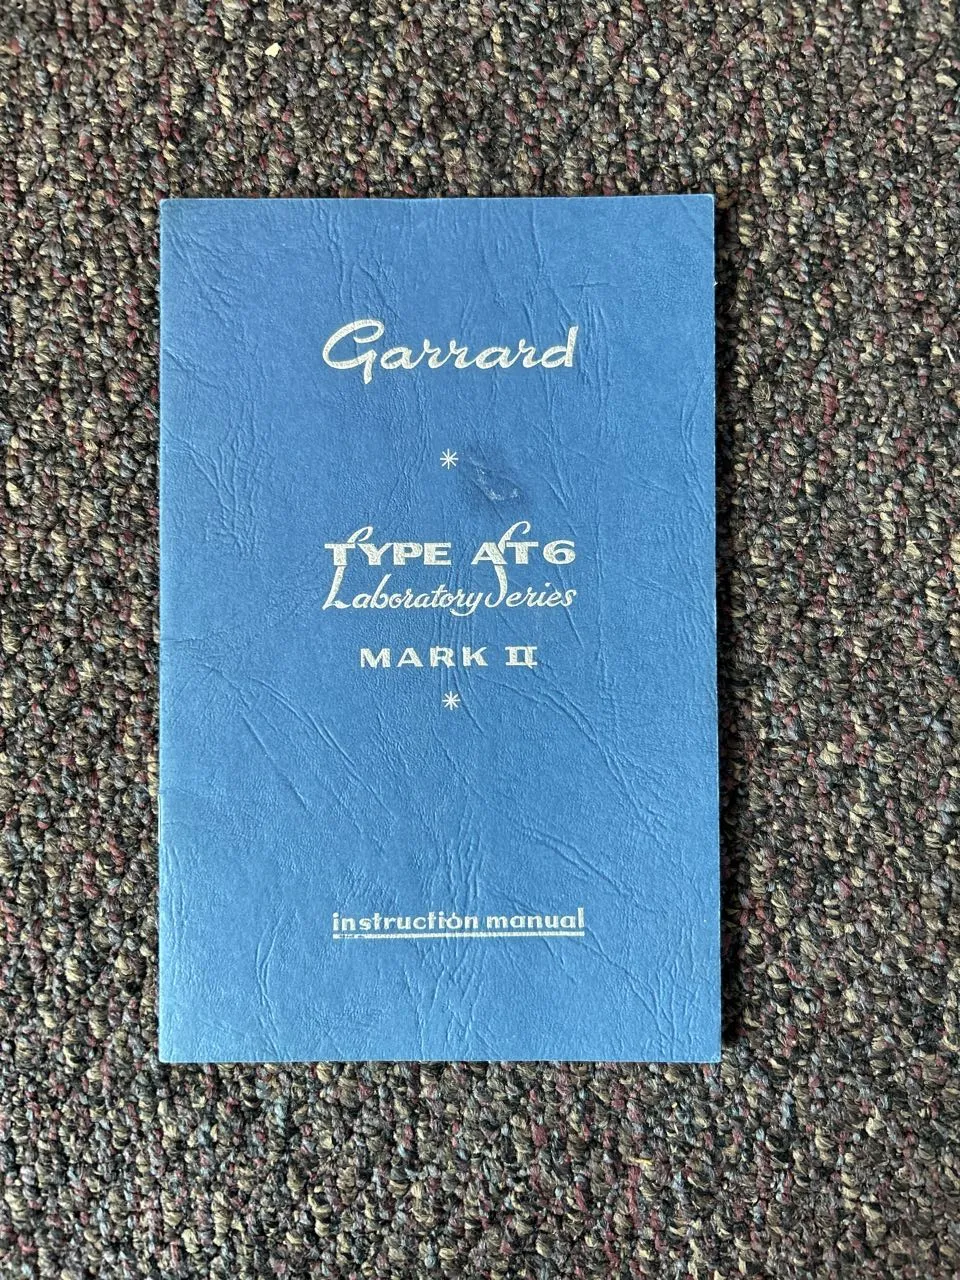 Garrard
TYPE AT6
Laboratory Series
MARK II
instruction manual